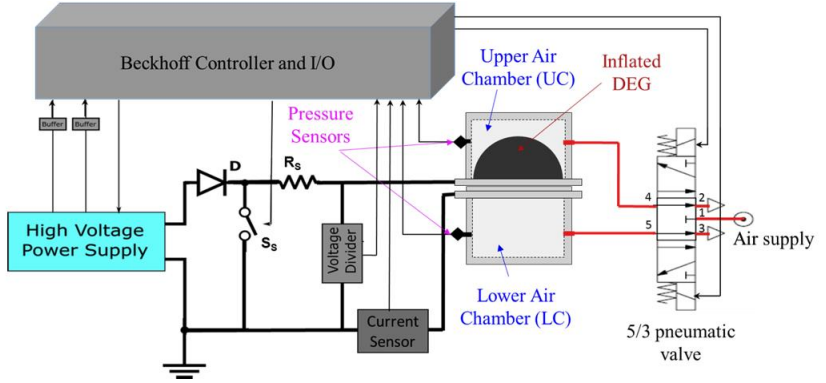 Beckhoff Controller and I/O
Upper Air
Chamber (UC)
Inflated
DEG
Pressure
Sensors
Buffer
Buffer
D
Rs
Ss
High Voltage
Power Supply
Voltage
Divider
Current
Sensor
4
5
2
1
3
Air supply
Lower Air
Chamber (LC)
5/3 pneumatic
valve